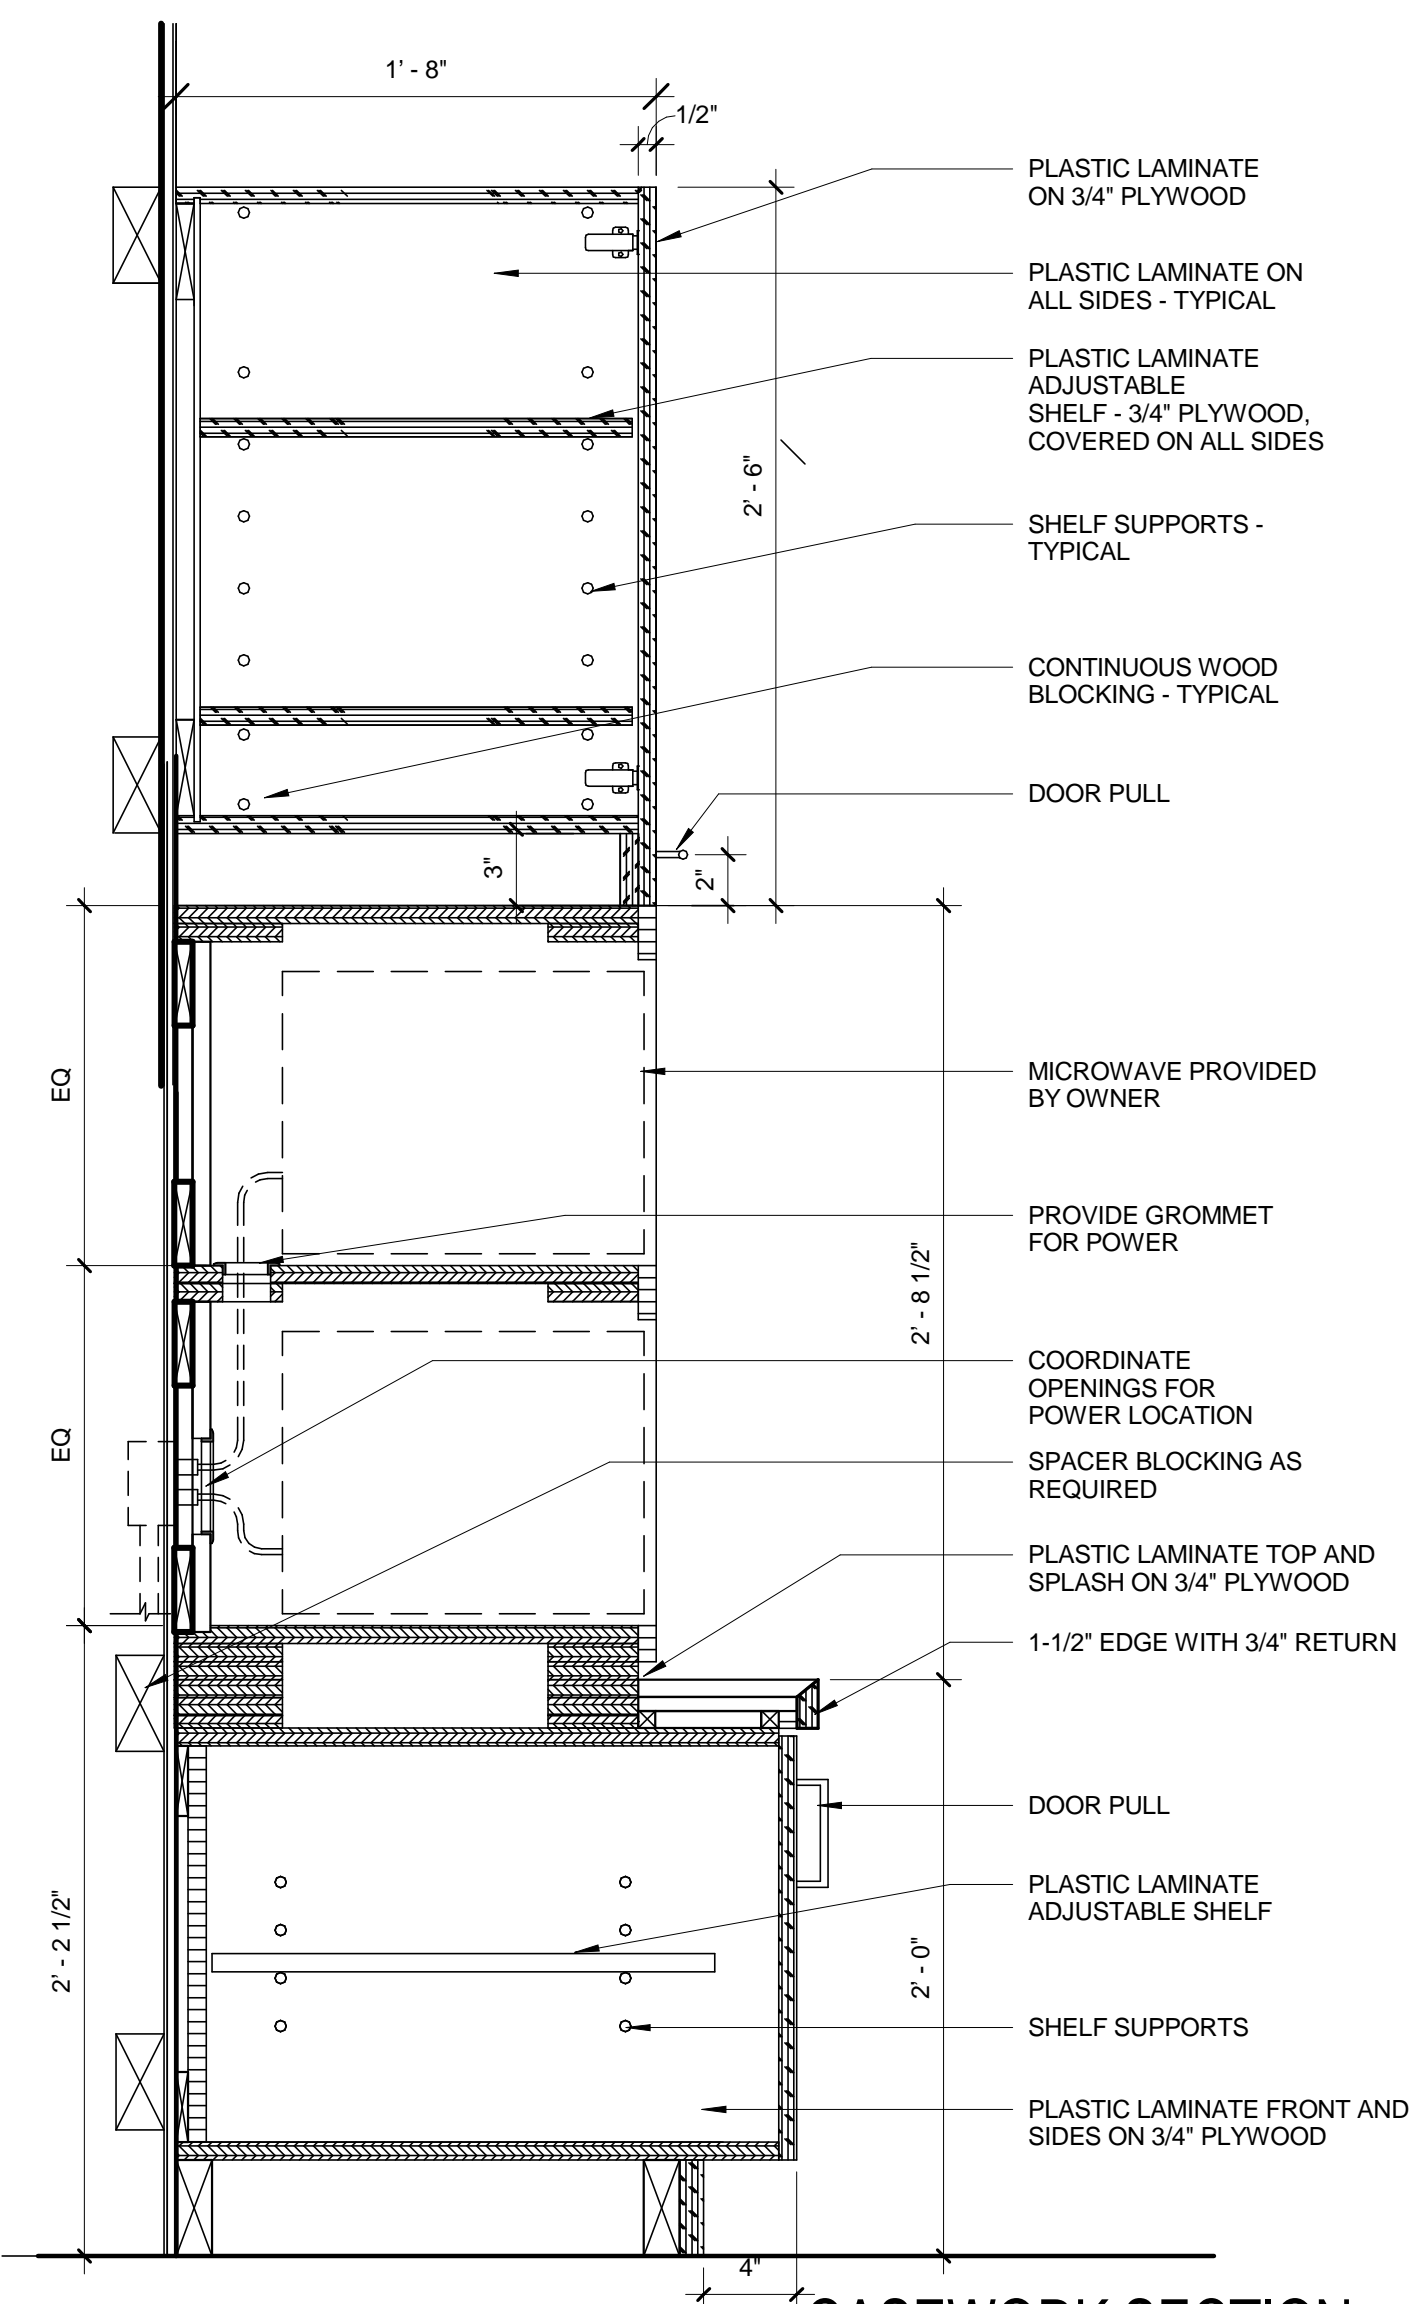 1' - 8"
1/2"
PLASTIC LAMINATE
ON 3/4" PLYWOOD
PLASTIC LAMINATE ON
ALL SIDES - TYPICAL
PLASTIC LAMINATE
ADJUSTABLE
SHELF - 3/4" PLYWOOD,
COVERED ON ALL SIDES
2' - 6"
SHELF SUPPORTS -
TYPICAL
CONTINUOUS WOOD
BLOCKING - TYPICAL
DOOR PULL
3"
2"
EQ
MICROWAVE PROVIDED
BY OWNER
PROVIDE GROMMET
FOR POWER
2' - 8 1/2"
COORDINATE
OPENINGS FOR
POWER LOCATION
EQ
SPACER BLOCKING AS
REQUIRED
PLASTIC LAMINATE TOP AND
SPLASH ON 3/4" PLYWOOD
1-1/2" EDGE WITH 3/4" RETURN
DOOR PULL
PLASTIC LAMINATE
ADJUSTABLE SHELF
2' - 2 1/2"
2' - 0"
SHELF SUPPORTS
PLASTIC LAMINATE FRONT AND
SIDES ON 3/4" PLYWOOD
4"
CASEWORK SECTION